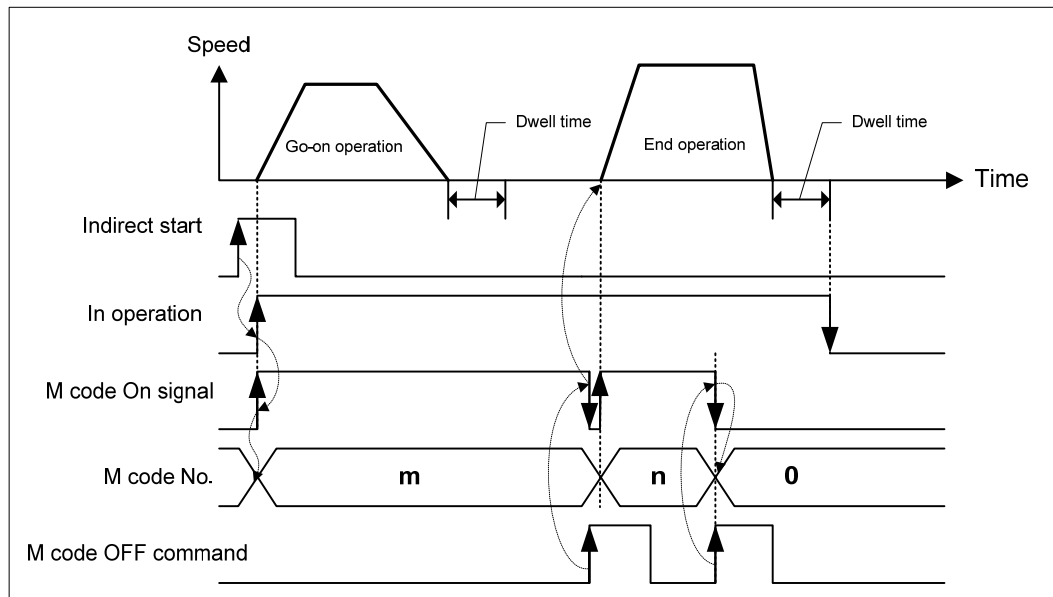 Speed
Dwell time
Dwell time
Go-on operation
End operation
Time
Indirect start
In operation
M code On signal
M code No.
m
n
0
M code OFF command